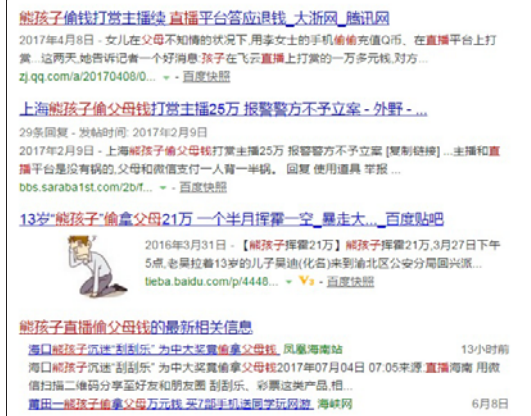 熊孩子偷钱打赏主播续 直播平台答应退钱_大浙网_腾讯网
2017年4月8日 - 女儿在父母不知情的状况下,用李女士的手机偷偷充值Q币、在直播平台上打
赏...这两天,她告诉记者一个好消息:孩子在飞云直播上打赏的一万多元钱,对方...
zj.qq.com/a/20170408/0... - 百度快照
上海熊孩子偷父母钱打赏主播25万 报警警方不予立案 - 外野 - ...
29条回复 - 发帖时间: 2017年2月9日
2017年2月9日 - 上海熊孩子偷父母钱打赏主播25万 报警警方不予立案 [复制链接] ...主播和直
播平台是没有锅的,父母和微信支付一人背一半锅。 回复 使用道具 举报 ...
bbs.saraba1st.com/2b/f... - 百度快照
13岁“熊孩子”偷拿父母21万 一个半月挥霍一空_暴走大..._百度贴吧
2016年3月31日 - 【熊孩子挥霍21万】熊孩子挥霍21万,3月27日下午
5点,老吴拉着13岁的儿子吴迪(化名)来到渝北区公安分局回兴派...
tieba.baidu.com/p/4448... V3 - 百度快照
熊孩子直播偷父母钱的最新相关信息
海口熊孩子沉迷“刮刮乐” 为中大奖竟偷拿父母钱 凤凰海南站 13小时前
海口熊孩子沉迷“刮刮乐” 为中大奖竟偷拿父母钱2017年07月04日 07:05来源:直播海南 用微
信扫描二维码分享至好友和朋友圈 刮刮乐、彩票这类产品,相...
莆田一熊孩子偷拿父母万元钱 买7部手机送同学玩网游 海峡网 6月8日